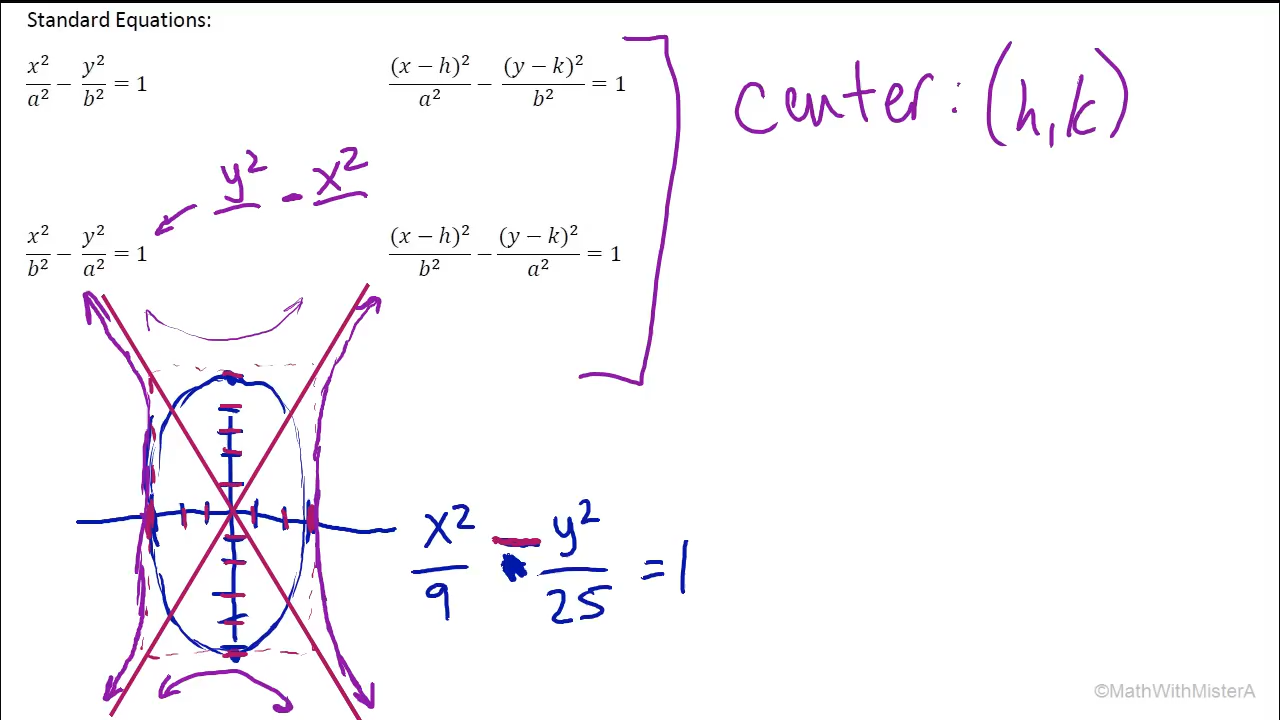 Standard Equations:
x²/a² − y²/b² = 1
(x − h)²/a² − (y − k)²/b² = 1
center: (h,k)
y² - x²
x²/b² − y²/a² = 1
(x − h)²/b² − (y − k)²/a² = 1
x²/9 - y²/25 = 1
©MathWithMisterA